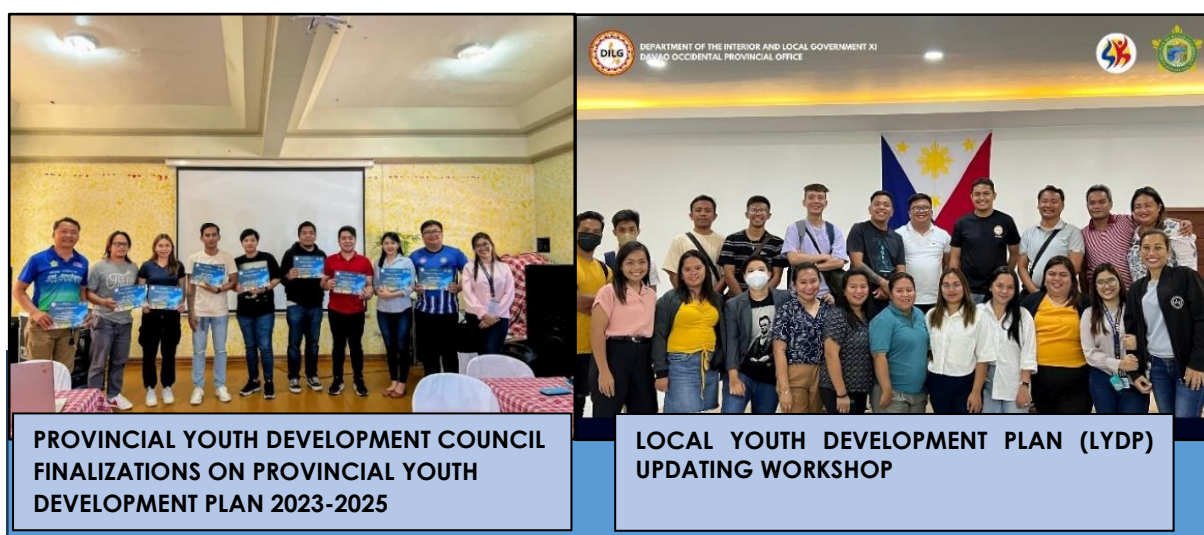 DILG
DEPARTMENT OF THE INTERIOR AND LOCAL GOVERNMENT XI
DAVAO OCCIDENTAL PROVINCIAL OFFICE
PROVINCIAL YOUTH DEVELOPMENT COUNCIL
FINALIZATIONS ON PROVINCIAL YOUTH
DEVELOPMENT PLAN 2023-2025
LOCAL YOUTH DEVELOPMENT PLAN (LYDP)
UPDATING WORKSHOP